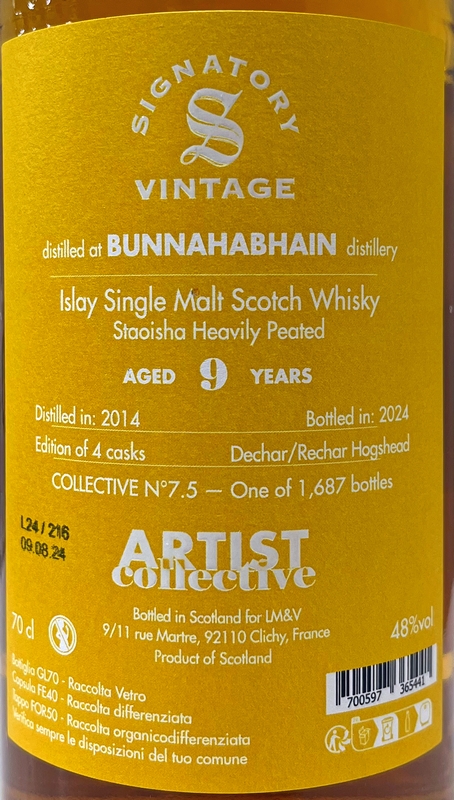 SIGNATORY
S
VINTAGE
distilled at BUNNAHABHAIN distillery
Islay Single Malt Scotch Whisky
Staoisha Heavily Peated
AGED 9 YEARS
Distilled in: 2014 Bottled in: 2024
Edition of 4 casks Dechar/Rechar Hogshead
COLLECTIVE N°7.5 — One of 1,687 bottles
L24 / 216
09.08.24
ARTIST
collective
Bottled in Scotland for LM&V
70 cl 9/11 rue Martre, 92110 Clichy, France 48%vol
Product of Scotland
Bottiglia GL70 - Raccolta Vetro
Capsula FE40 - Raccolta differenziata
Tappo FOR50 - Raccolta organicodifferenziata
Verifica sempre le disposizioni del tuo comune
700597 365441